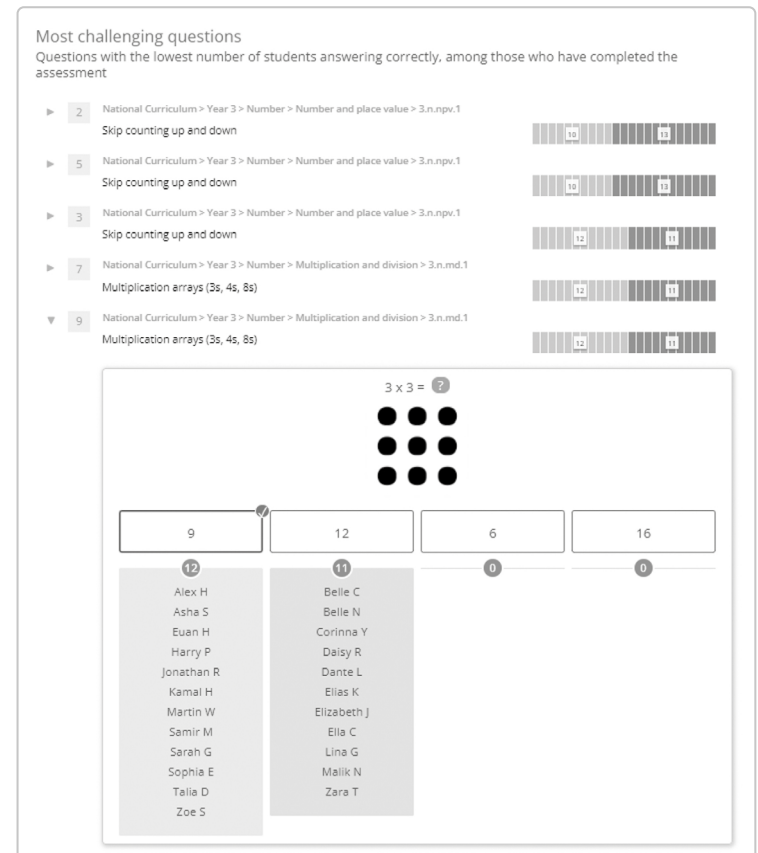 Most challenging questions
Questions with the lowest number of students answering correctly, among those who have completed the
assessment
2 National Curriculum > Year 3 > Number > Number and place value > 3.n.npv.1
Skip counting up and down
10 13
5 National Curriculum > Year 3 > Number > Number and place value > 3.n.npv.1
Skip counting up and down
10 13
3 National Curriculum > Year 3 > Number > Number and place value > 3.n.npv.1
Skip counting up and down
12 11
7 National Curriculum > Year 3 > Number > Multiplication and division > 3.n.md.1
Multiplication arrays (3s, 4s, 8s)
12 11
9 National Curriculum > Year 3 > Number > Multiplication and division > 3.n.md.1
Multiplication arrays (3s, 4s, 8s)
12 11
3 x 3 = ?
9 12 6 16
12 11 0 0
Alex H Belle C
Asha S Belle N
Euan H Corinna Y
Harry P Daisy R
Jonathan R Dante L
Kamal H Elias K
Martin W Elizabeth J
Samir M Ella C
Sarah G Lina G
Sophia E Malik N
Talia D Zara T
Zoe S